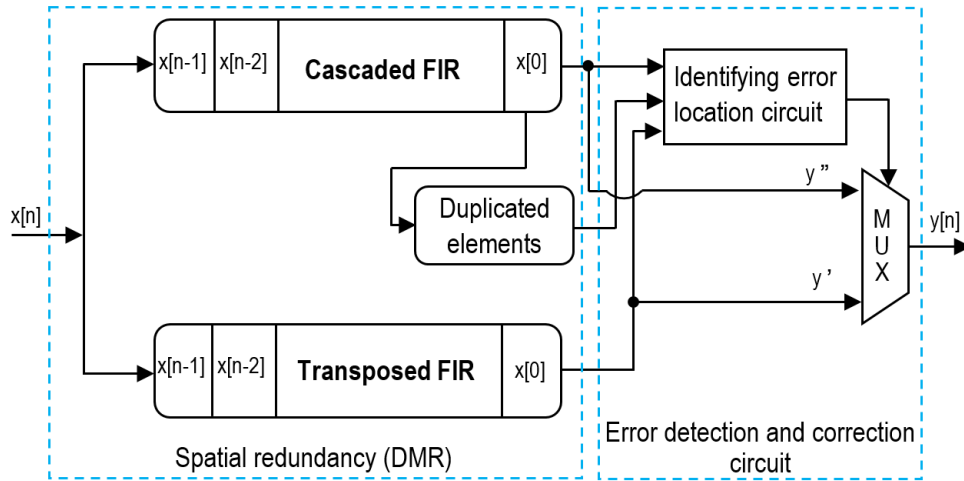 x[n-1] x[n-2] Cascaded FIR x[0]
Identifying error
location circuit
y"
x[n]
Duplicated
elements
M
U
X
y[n]
y'
x[n-1] x[n-2] Transposed FIR x[0]
Spatial redundancy (DMR)
Error detection and correction
circuit